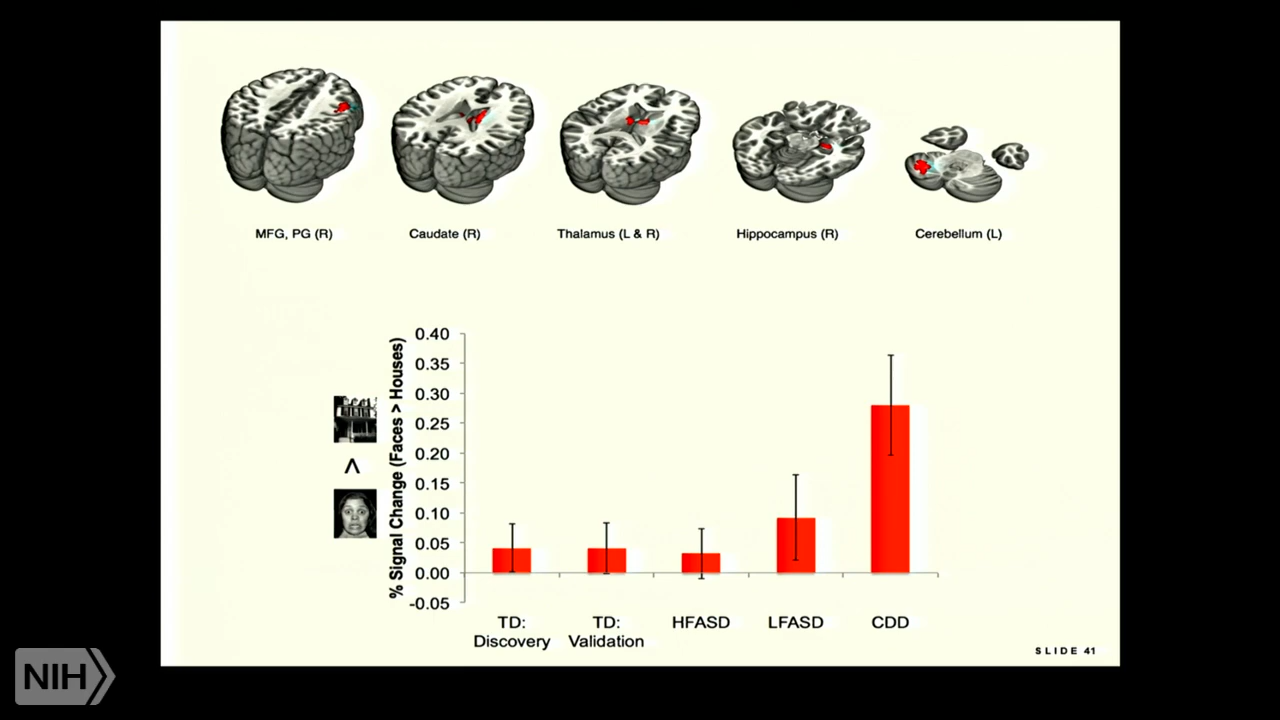 MFG, PG (R)
Caudate (R)
Thalamus (L & R)
Hippocampus (R)
Cerebellum (L)
% Signal Change (Faces > Houses)
0.40
0.35
0.30
0.25
0.20
0.15
0.10
0.05
0.00
-0.05
TD:
Discovery
TD:
Validation
HFASD
LFASD
CDD
SLIDE 41
NIH